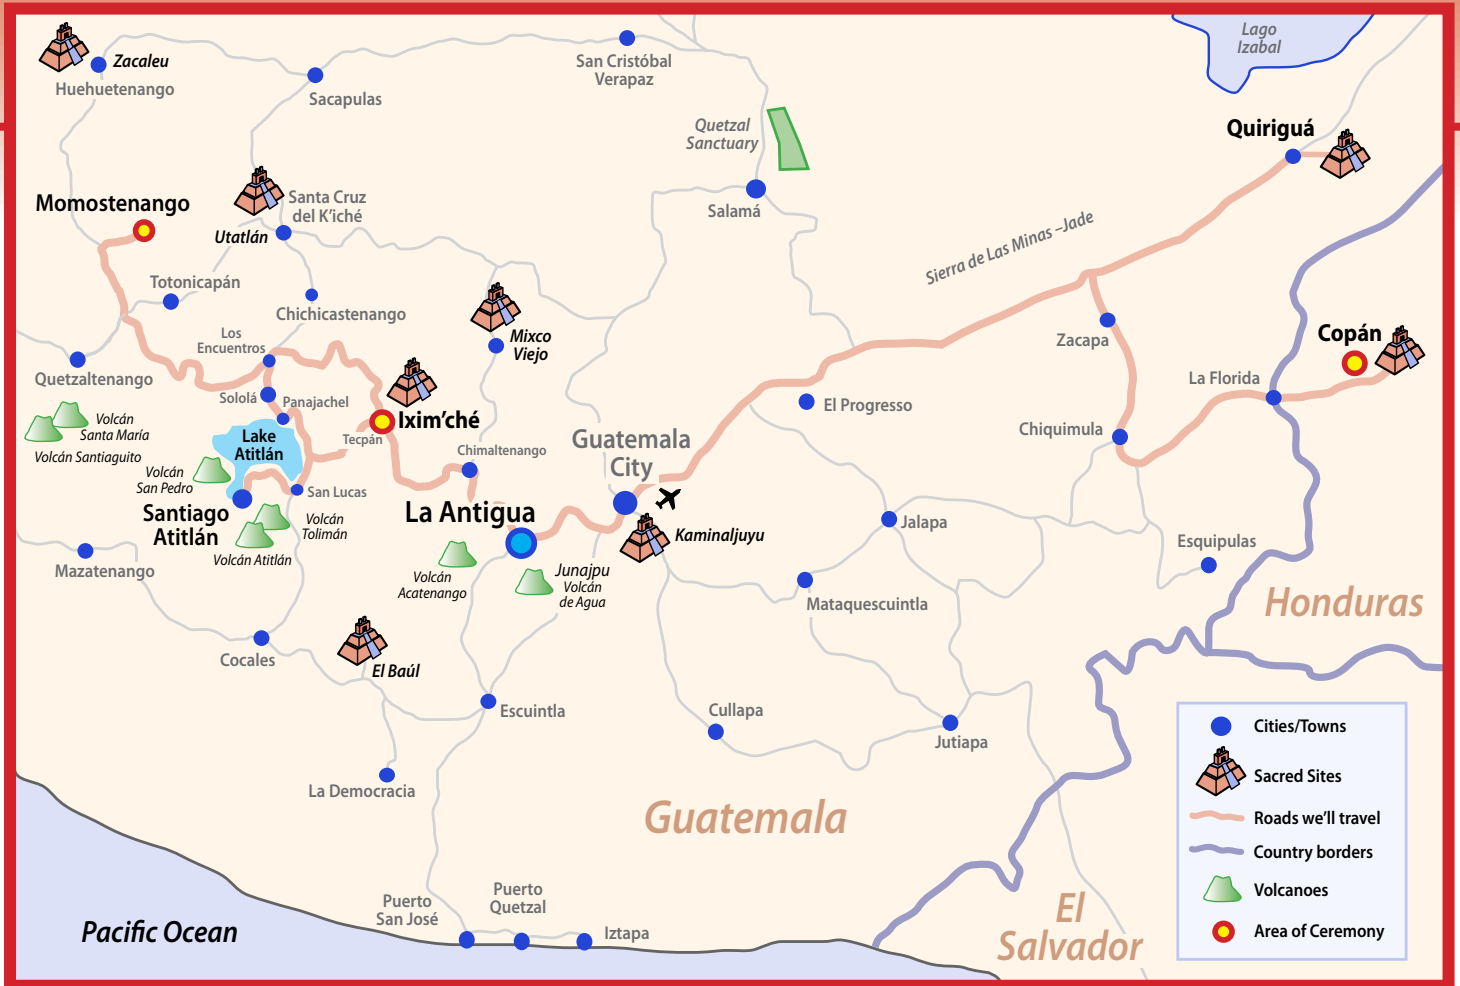 Lago
Izabal
San Cristóbal
Verapaz
Zacaleu
Huehuetenango
Sacapulas
Quetzal
Sanctuary
Quiriguá
Momostenango
Santa Cruz
del K'iché
Utatlán
Salamá
Sierra de Las Minas –Jade
Totonicapán
Chichicastenango
Los
Encuentros
Mixco
Viejo
Zacapa
Copán
Quetzaltenango
La Florida
Sololá
Panajachel
El Progresso
Volcán
Santa María
Volcán Santiaguito
Ixim'ché
Tecpán
Lake
Atitlán
Chimaltenango
Guatemala
City
Chiquimula
Volcán
San Pedro
San Lucas
Santiago
Atitlán
Volcán
Tolimán
Volcán Atitlán
La Antigua
Kaminaljuyu
Jalapa
Esquipulas
Mazatenango
Volcán
Acatenango
Junajpu
Volcán
de Agua
Mataquescuintla
Honduras
Cocales
El Baúl
Escuintla
Cullapa
Jutiapa
La Democracia
Guatemala
Cities/Towns
Sacred Sites
Roads we'll travel
Country borders
Volcanoes
Area of Ceremony
Puerto
San José
Puerto
Quetzal
Iztapa
Pacific Ocean
El
Salvador